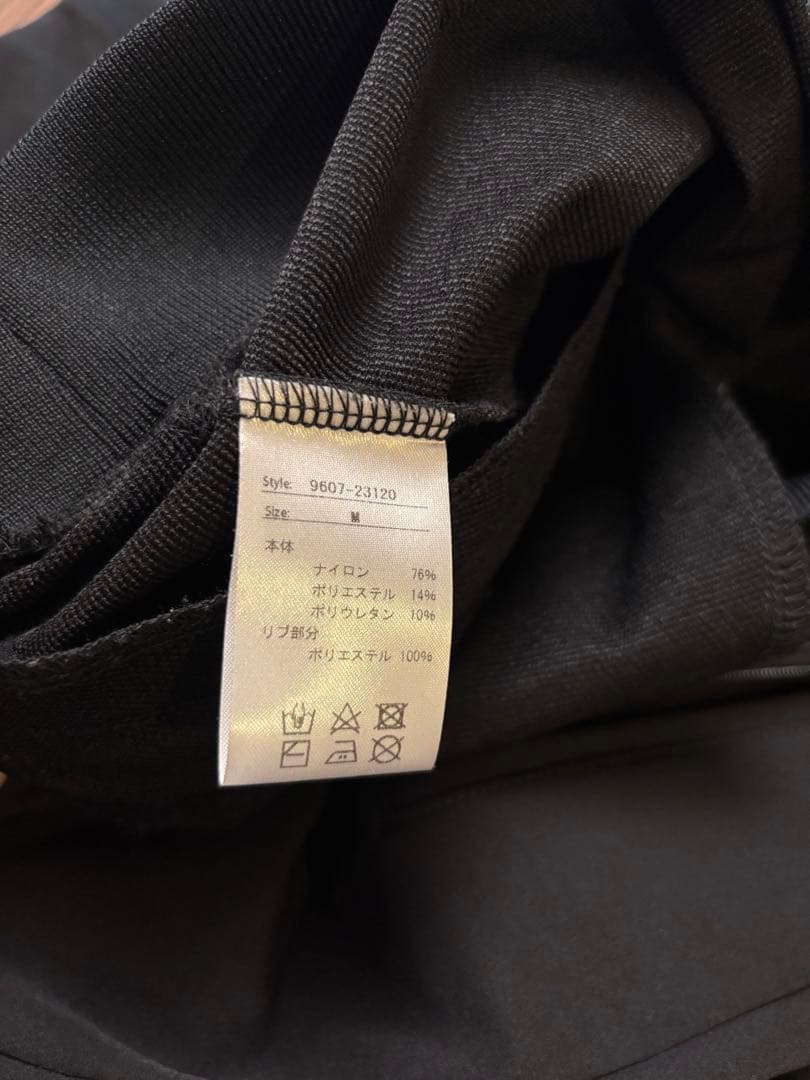 Style: 9607-23120
Size: M
本体
ナイロン 76%
ポリエステル 14%
ポリウレタン 10%
リブ部分
ポリエステル 100%